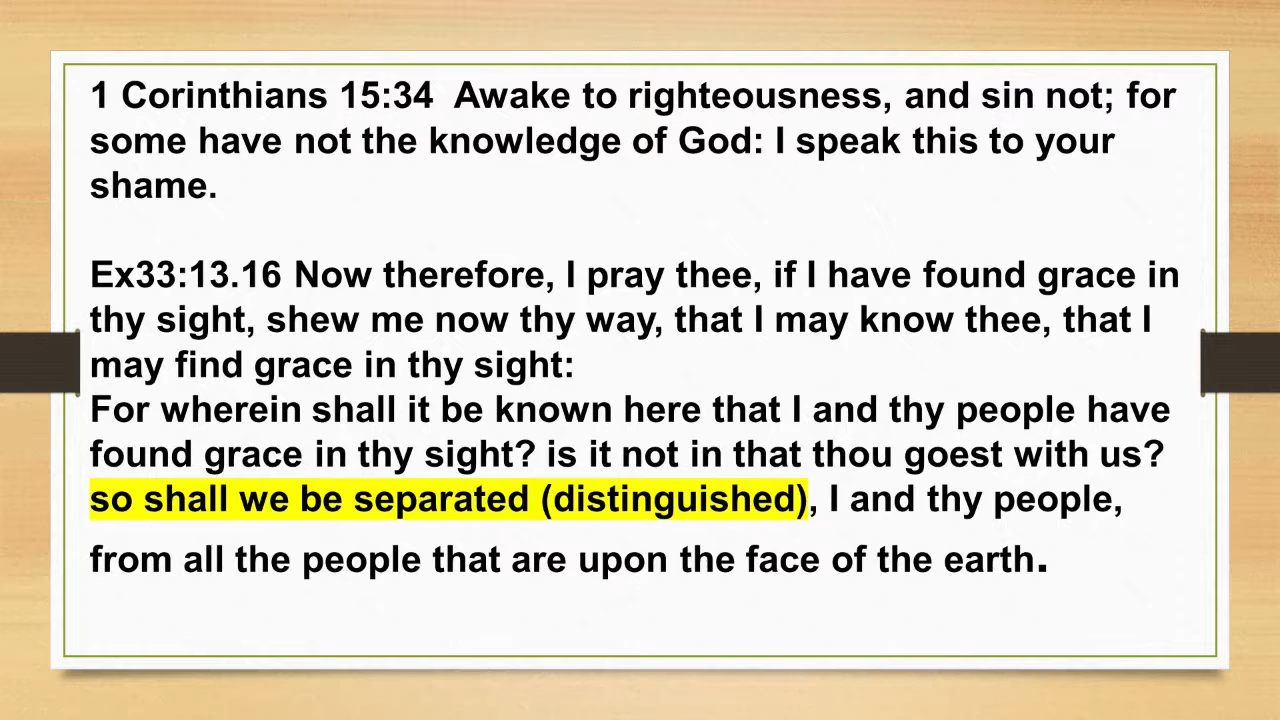 1 Corinthians 15:34  Awake to righteousness, and sin not; for
some have not the knowledge of God: I speak this to your
shame.
Ex33:13.16 Now therefore, I pray thee, if I have found grace in
thy sight, shew me now thy way, that I may know thee, that I
may find grace in thy sight:
For wherein shall it be known here that I and thy people have
found grace in thy sight? is it not in that thou goest with us?
so shall we be separated (distinguished), I and thy people,
from all the people that are upon the face of the earth.